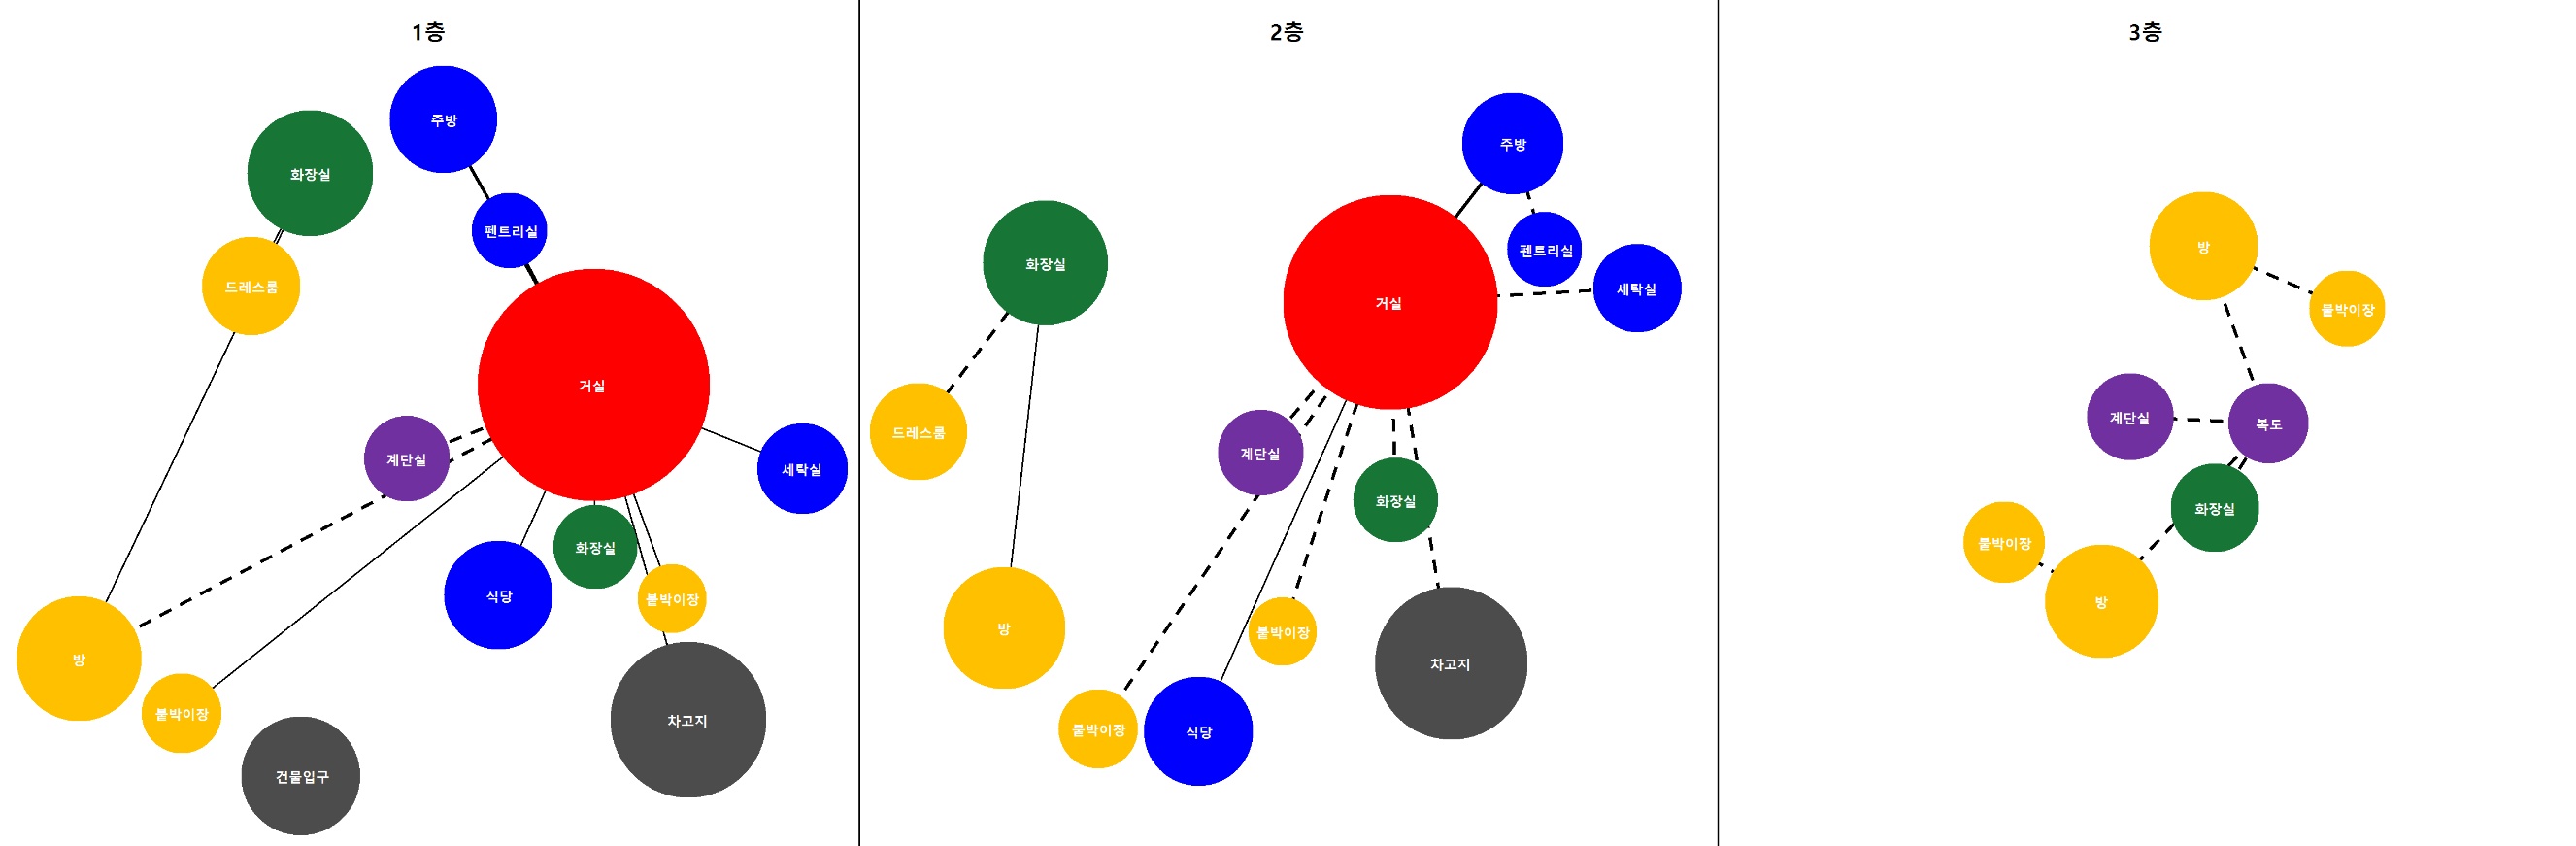 1층
주방
화장실
펜트리실
드레스룸
거실
계단실
세탁실
화장실
식당
붙박이장
방
붙박이장
차고지
건물입구
2층
주방
펜트리실
화장실
세탁실
거실
드레스룸
계단실
화장실
방
붙박이장
차고지
붙박이장
식당
3층
방
붙박이장
계단실
복도
화장실
붙박이장
방